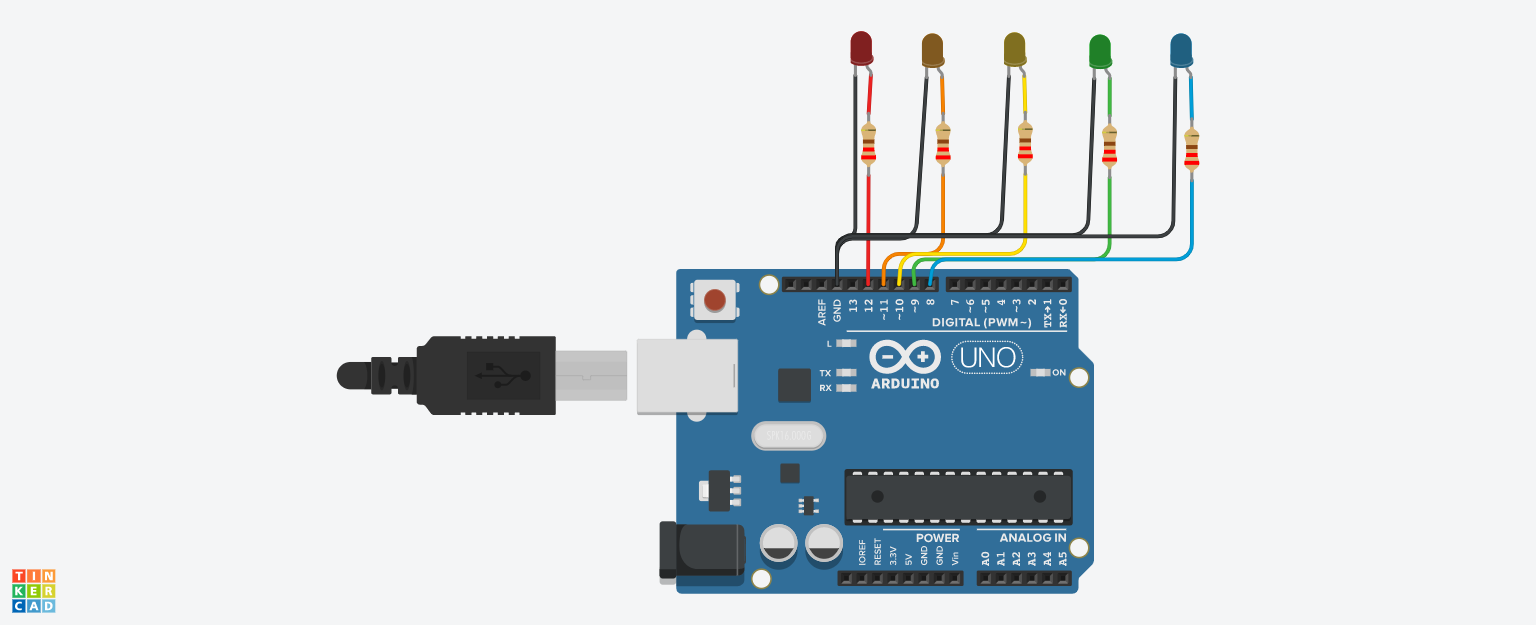 AREF
GND
13
12
~11
~10
~9
8
7
~6
~5
4
~3
2
TX→1
RX←0
DIGITAL (PWM~)
L
TX
RX
ARDUINO
UNO
ON
POWER
ANALOG IN
IOREF
RESET
3.3V
5V
GND
GND
Vin
A0
A1
A2
A3
A4
A5
TIN
KER
CAD